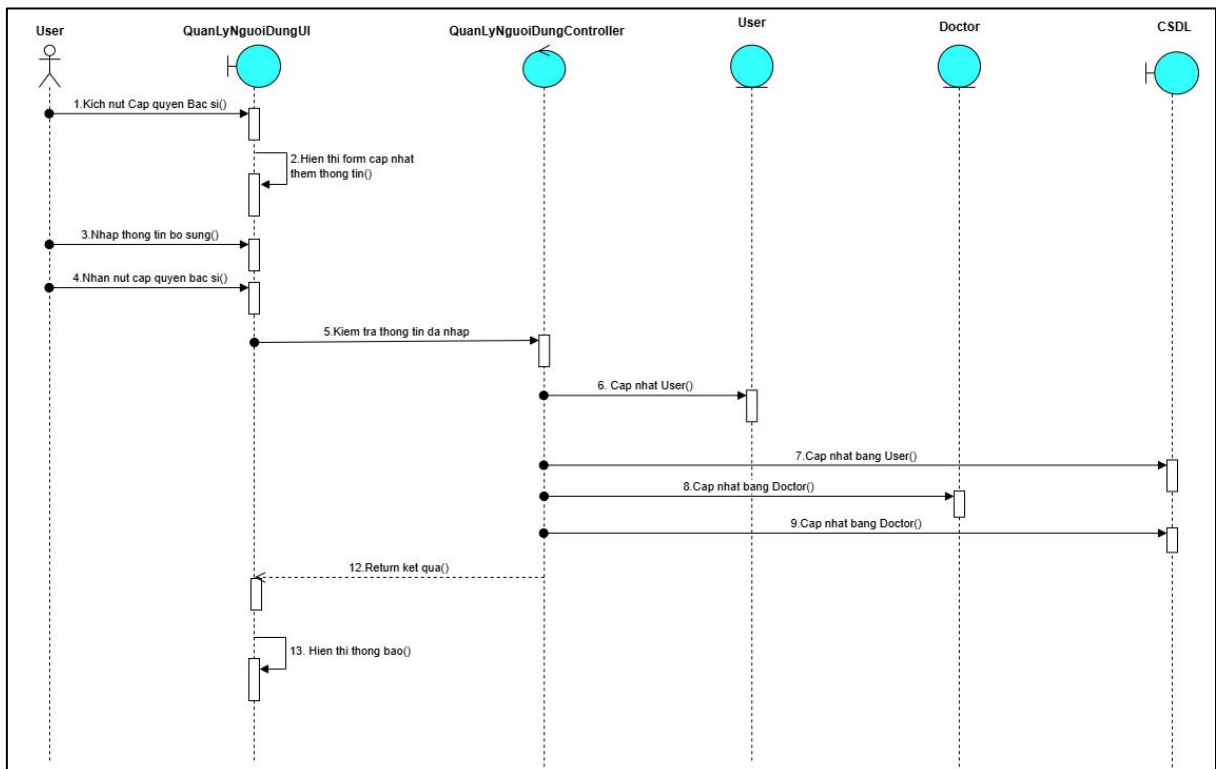 User
QuanLyNguoiDungUI
QuanLyNguoiDungController
User
Doctor
CSDL
1.Kich nut Cap quyen Bac si()
2.Hien thi form cap nhat
them thong tin()
3.Nhap thong tin bo sung()
4.Nhan nut cap quyen bac si()
5.Kiem tra thong tin da nhap
6. Cap nhat User()
7.Cap nhat bang User()
8.Cap nhat bang Doctor()
9.Cap nhat bang Doctor()
12.Return ket qua()
13. Hien thi thong bao()